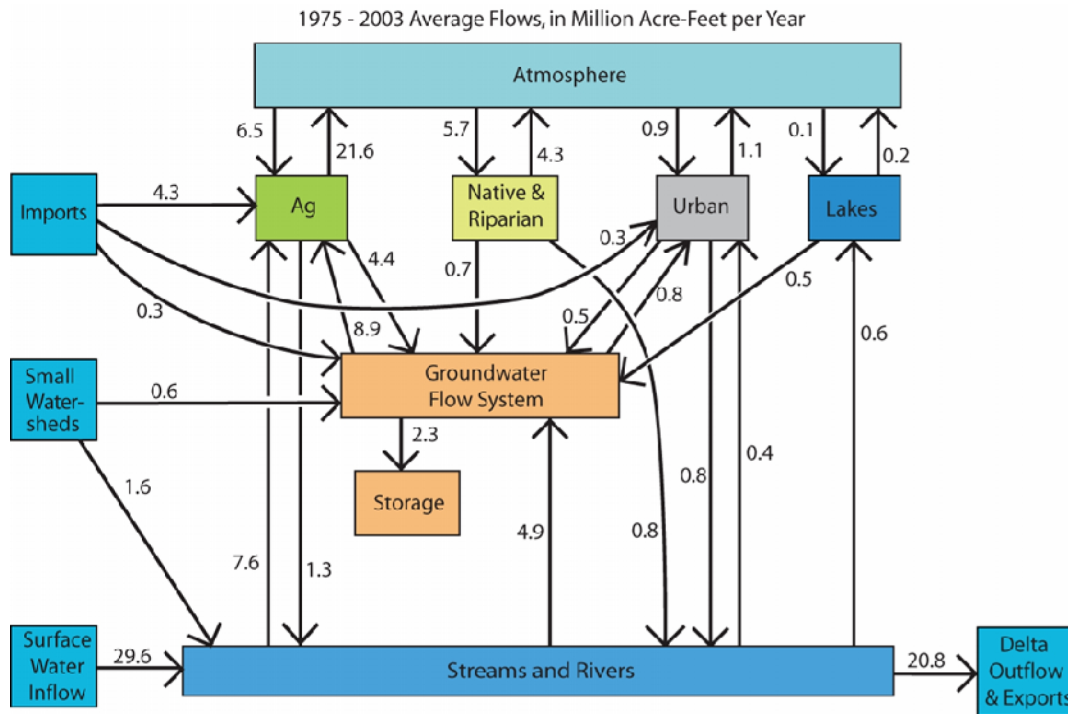 1975 - 2003 Average Flows, in Million Acre-Feet per Year
Atmosphere
6.5
21.6
5.7
4.3
0.9
1.1
0.1
0.2
Imports
4.3
Ag
Native &
Riparian
Urban
Lakes
0.3
4.4
0.7
0.3
0.8
0.5
8.9
0.5
0.6
Small
Water-
sheds
0.6
Groundwater
Flow System
2.3
Storage
1.6
7.6
1.3
4.9
0.8
0.8
0.4
Surface
Water
Inflow
29.6
Streams and Rivers
20.8
Delta
Outflow
& Exports